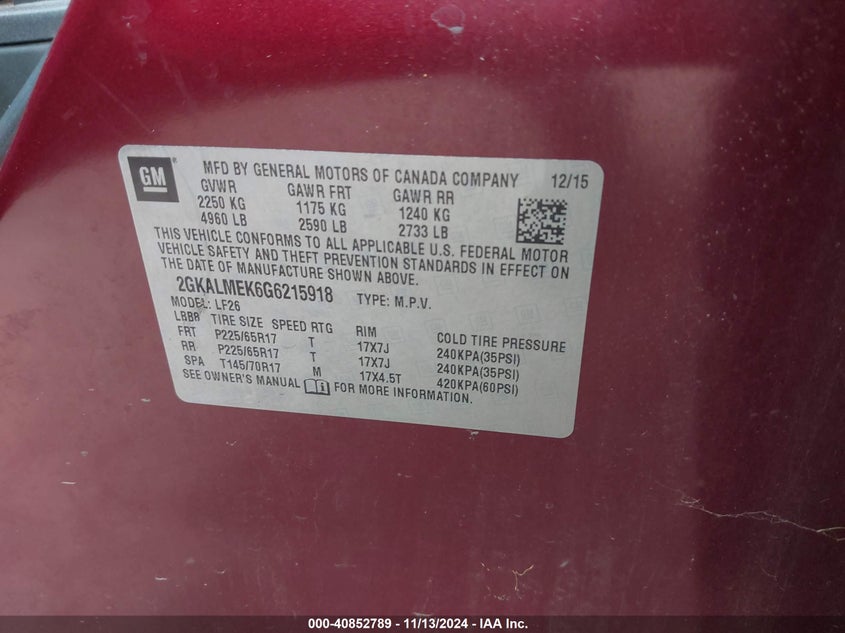 GM ®
MFD BY GENERAL MOTORS OF CANADA COMPANY 12/15
GVWR GAWR FRT GAWR RR
2250 KG 1175 KG 1240 KG
4960 LB 2590 LB 2733 LB
THIS VEHICLE CONFORMS TO ALL APPLICABLE U.S. FEDERAL MOTOR
VEHICLE SAFETY AND THEFT PREVENTION STANDARDS IN EFFECT ON
THE DATE OF MANUFACTURE SHOWN ABOVE.
2GKALMEK6G6215918 TYPE: M.P.V.
MODEL: LF26
LRBR TIRE SIZE SPEED RTG RIM COLD TIRE PRESSURE
FRT P225/65R17 T 17X7J 240KPA(35PSI)
RR P225/65R17 T 17X7J 240KPA(35PSI)
SPA T145/70R17 M 17X4.5T 420KPA(60PSI)
SEE OWNER'S MANUAL FOR MORE INFORMATION.
000-40852789 - 11/13/2024 - IAA Inc.